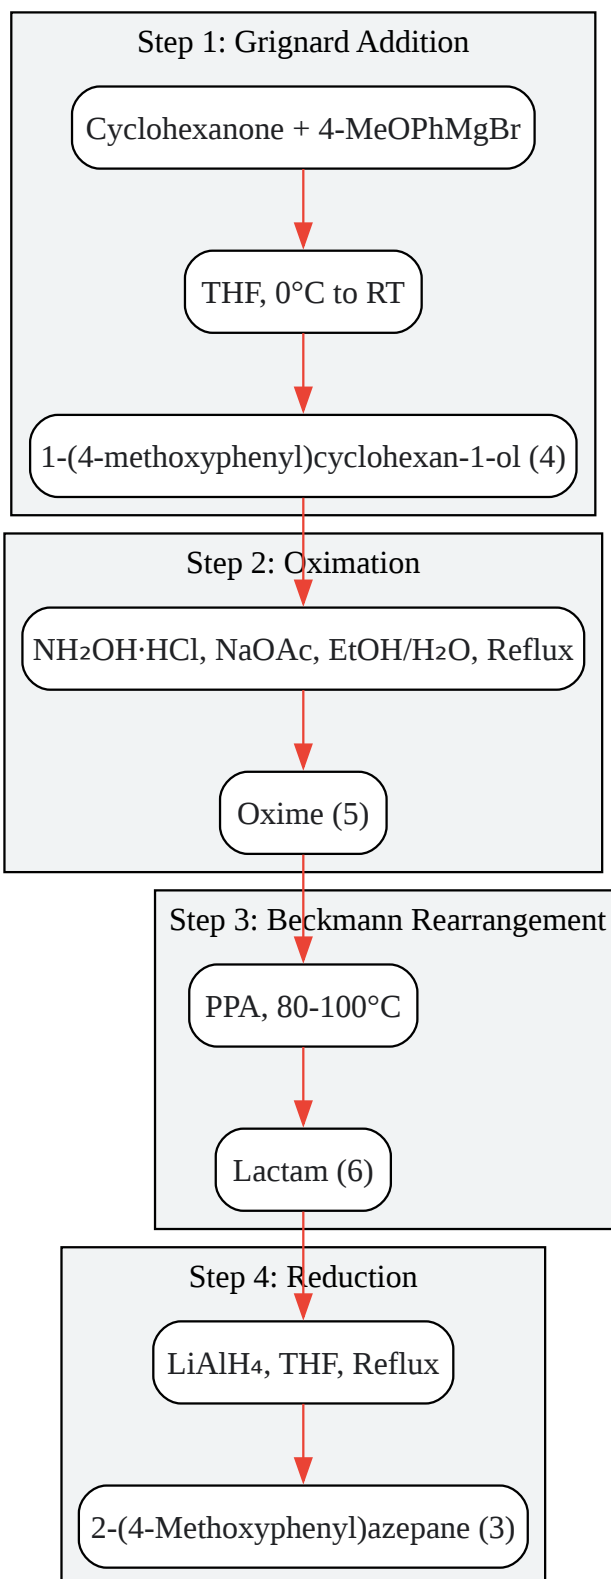 Step 1: Grignard Addition
Cyclohexanone + 4-MeOPhMgBr
THF, 0°C to RT
1-(4-methoxyphenyl)cyclohexan-1-ol (4)
Step 2: Oximation
NH₂OH·HCl, NaOAc, EtOH/H₂O, Reflux
Oxime (5)
Step 3: Beckmann Rearrangement
PPA, 80-100°C
Lactam (6)
Step 4: Reduction
LiAlH₄, THF, Reflux
2-(4-Methoxyphenyl)azepane (3)